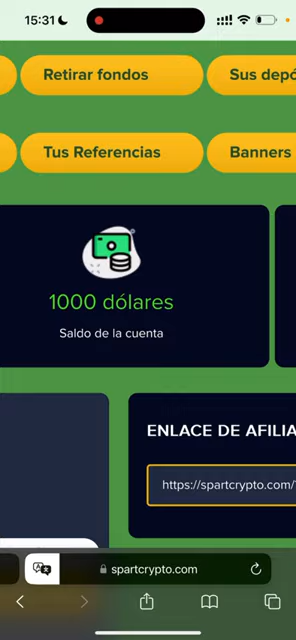 15:31
Retirar fondos
Sus depó
Tus Referencias
Banners
1000 dólares
Saldo de la cuenta
ENLACE DE AFILIA
https://spartcrypto.com/
spartcrypto.com